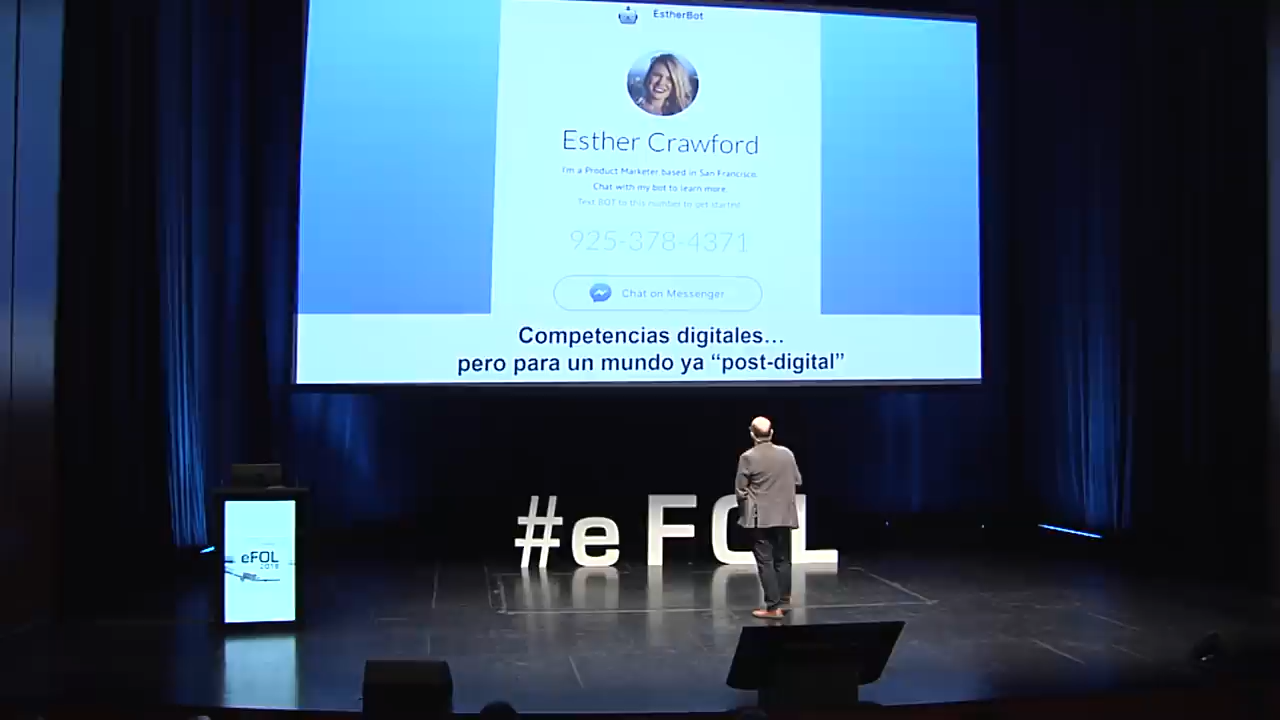 EstherBot
Esther Crawford
I'm a Product Marketer based in San Francisco.
Chat with my bot to learn more.
Text BOT to this number to get started.
925-378-4371
Chat on Messenger
Competencias digitales...
pero para un mundo ya “post-digital”
#eFOL
eFOL
2018